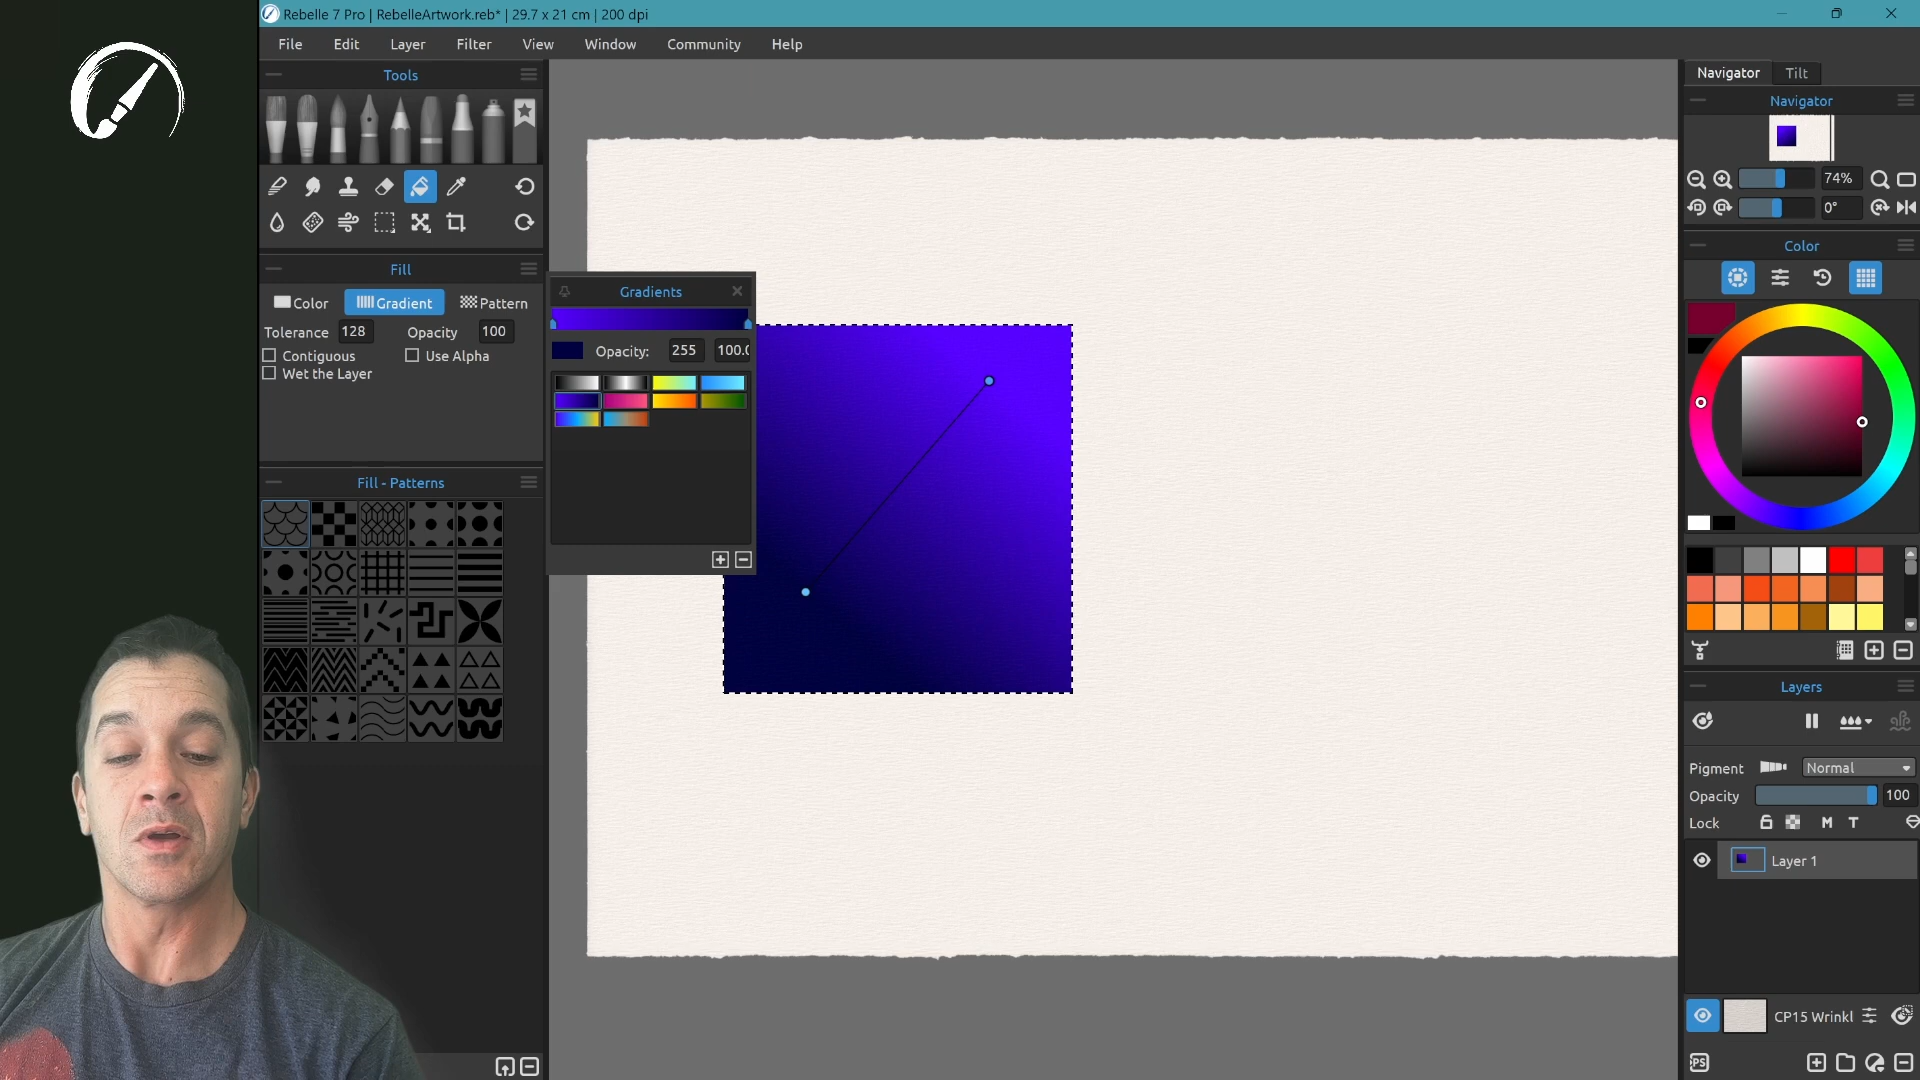 Rebelle 7 Pro | RebelleArtwork.reb* | 29.7 x 21 cm | 200 dpi
File Edit Layer Filter View Window Community Help
Tools
Fill
Color Gradient Pattern
Tolerance 128 Opacity 100
Contiguous Use Alpha
Wet the Layer
Fill - Patterns
Gradients
Opacity: 255 100.0
Navigator Tilt
Navigator
74%
0°
Color
Layers
Pigment Normal
Opacity 100
Lock M T
Layer 1
CP15 Wrinkl
PS